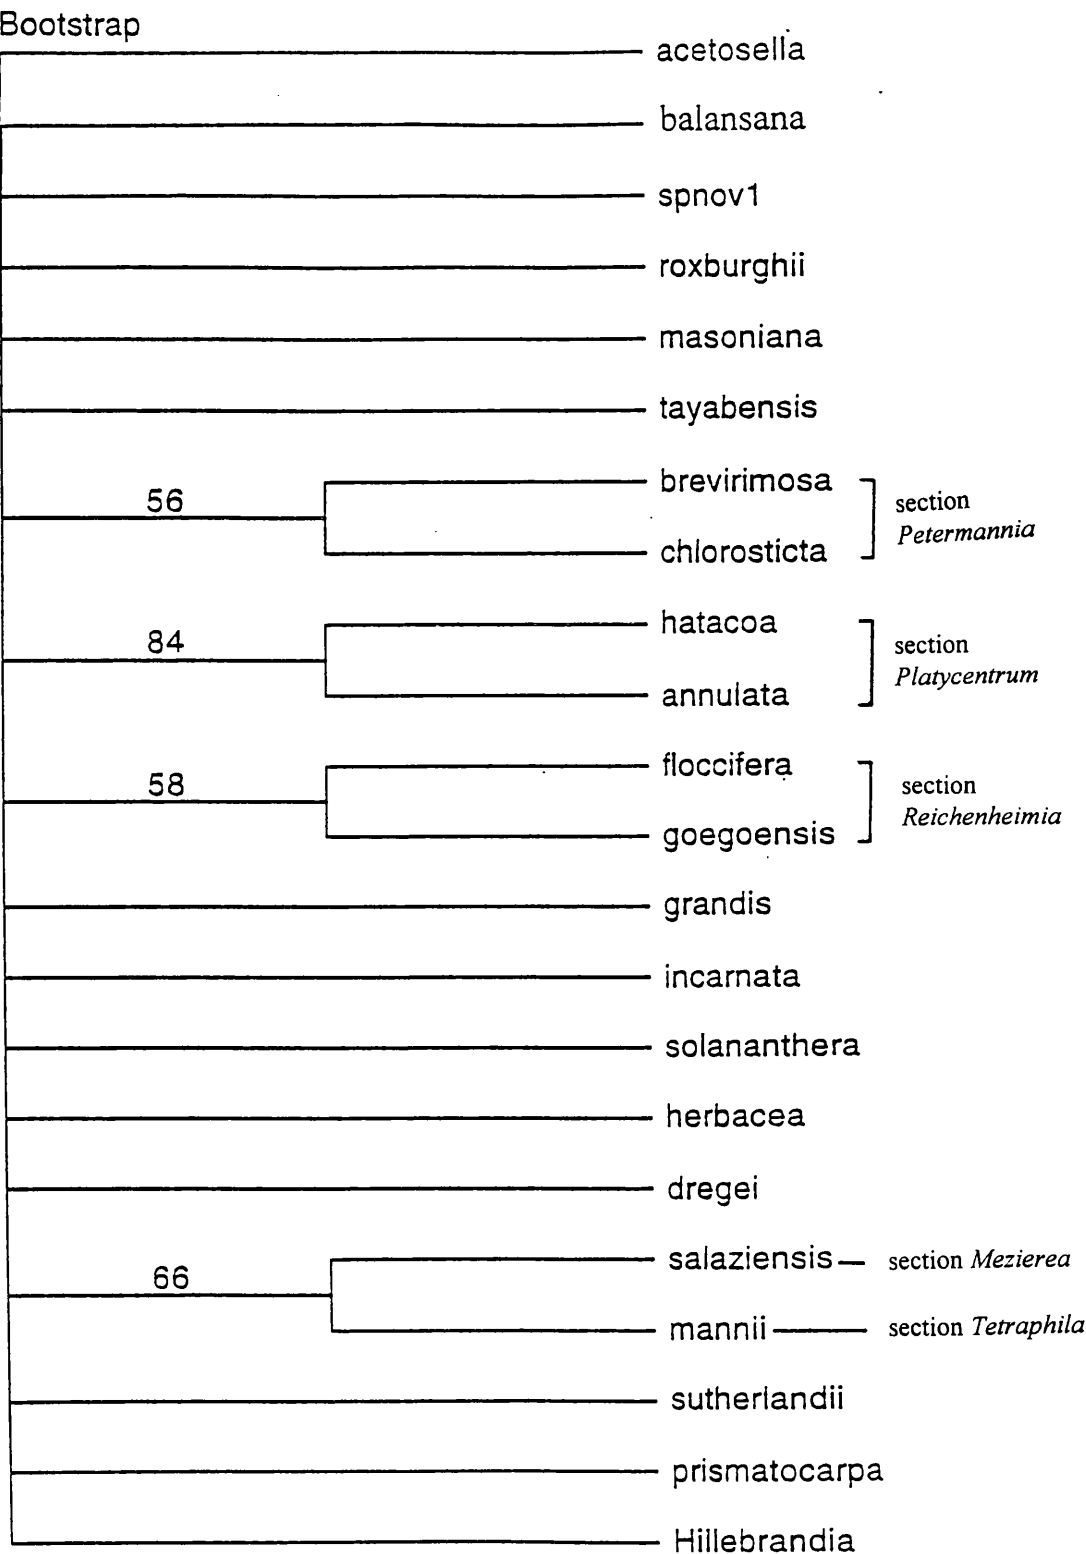 Bootstrap
acetosella
balansana
spnov1
roxburghii
masoniana
tayabensis
56
brevirimosa
chlorosticta
section
Petermannia
84
hatacoa
annulata
section
Platycentrum
58
floccifera
goegoensis
section
Reichenheimia
grandis
incarnata
solananthera
herbacea
dregei
66
salaziensis section Mezierea
mannii section Tetraphila
sutherlandii
prismatocarpa
Hillebrandia